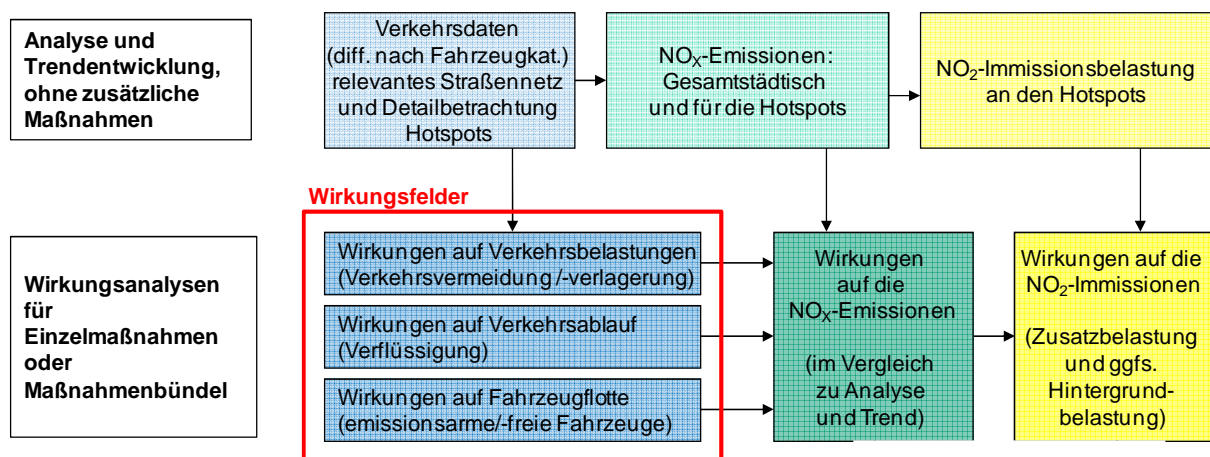 Analyse und
Trendentwicklung,
ohne zusätzliche
Maßnahmen
Verkehrsdaten
(diff. nach Fahrzeugkat.)
relevantes Straßennetz
und Detailbetrachtung
Hotspots
NOX-Emissionen:
Gesamtstädtisch
und für die Hotspots
NO2-Immissionsbelastung
an den Hotspots
Wirkungsfelder
Wirkungsanalysen
für
Einzelmaßnahmen
oder
Maßnahmenbündel
Wirkungen auf Verkehrsbelastungen
(Verkehrsvermeidung /-verlagerung)
Wirkungen auf Verkehrsablauf
(Verflüssigung)
Wirkungen auf Fahrzeugflotte
(emissionsarme/-freie Fahrzeuge)
Wirkungen
auf die
NOX-Emissionen
(im Vergleich
zu Analyse
und Trend)
Wirkungen auf die
NO2-Immissionen
(Zusatzbelastung
und ggfs.
Hintergrund-
belastung)